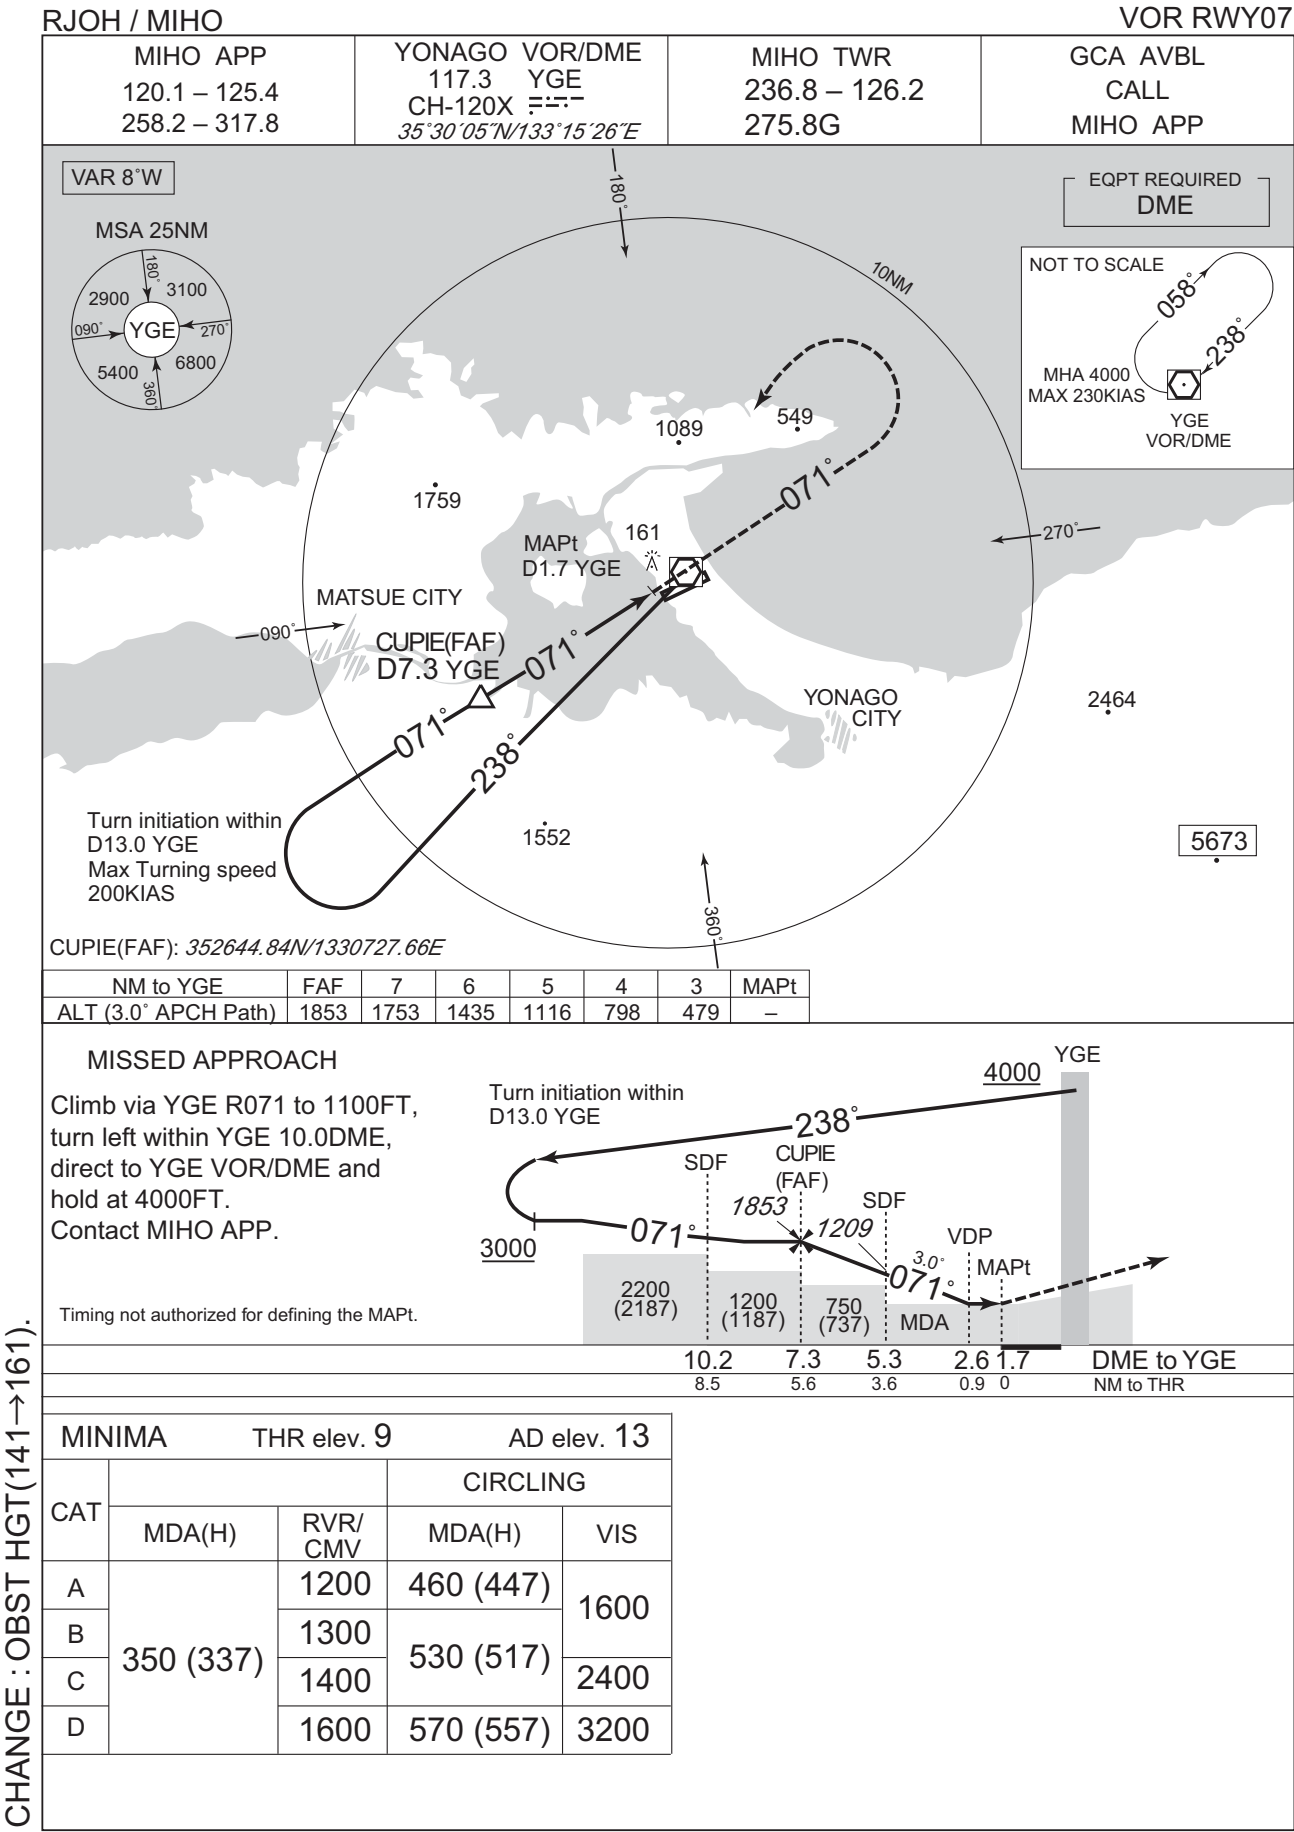 RJOH / MIHO
VOR RWY07
MIHO APP
120.1 – 125.4
258.2 – 317.8
YONAGO VOR/DME
117.3 YGE
CH-120X
35°30´05˝N/133°15´26˝E
MIHO TWR
236.8 – 126.2
275.8G
GCA AVBL
CALL
MIHO APP
VAR 8°W
MSA 25NM
180°
2900
3100
090°
YGE
270°
5400
6800
360°
180°
10NM
EQPT REQUIRED
DME
NOT TO SCALE
058°
238°
MHA 4000
MAX 230KIAS
YGE
VOR/DME
1089
549
1759
071°
161
MAPt
D1.7 YGE
270°
MATSUE CITY
090°
CUPIE(FAF)
D7.3 YGE
071°
071°
238°
YONAGO
CITY
2464
Turn initiation within
D13.0 YGE
Max Turning speed
200KIAS
1552
5673
360°
CUPIE(FAF): 352644.84N/1330727.66E
NM to YGE FAF 7 6 5 4 3 MAPt
ALT (3.0° APCH Path) 1853 1753 1435 1116 798 479 –
MISSED APPROACH
Climb via YGE R071 to 1100FT,
turn left within YGE 10.0DME,
direct to YGE VOR/DME and
hold at 4000FT.
Contact MIHO APP.
Timing not authorized for defining the MAPt.
YGE
4000
Turn initiation within
D13.0 YGE
238°
SDF
CUPIE
(FAF)
1853
SDF
1209
VDP
3000
071°
3.0°
071°
MAPt
2200
(2187)
1200
(1187)
750
(737)
MDA
10.2 7.3 5.3 2.6 1.7 DME to YGE
8.5 5.6 3.6 0.9 0 NM to THR
MINIMA THR elev. 9 AD elev. 13
CAT
CIRCLING
MDA(H)
RVR/
CMV
MDA(H)
VIS
A
350 (337)
1200
460 (447)
1600
B
1300
530 (517)
C
1400
2400
D
1600
570 (557)
3200
CHANGE : OBST HGT(141→161).